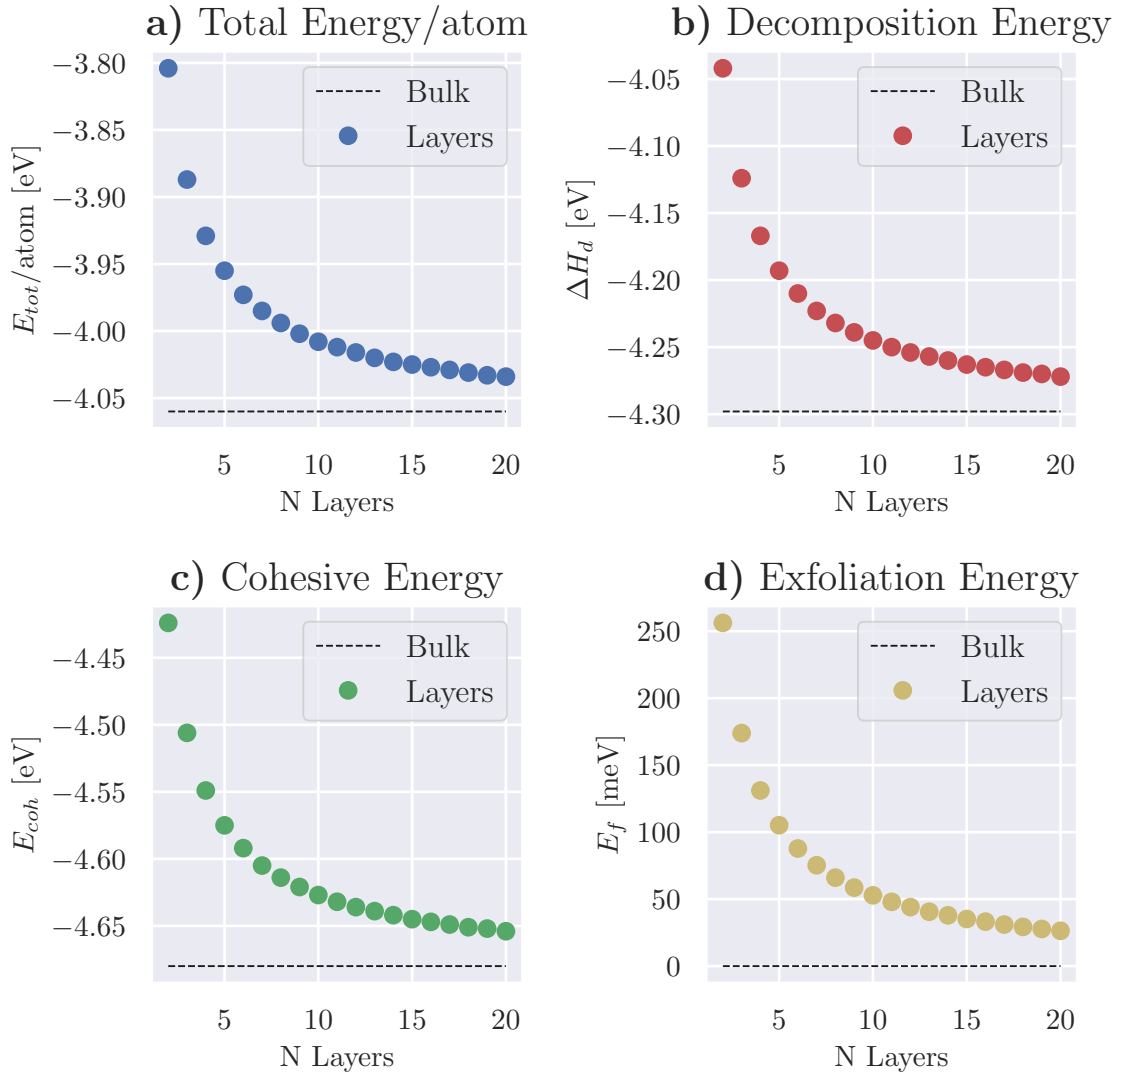 a) Total Energy/atom
−3.80
−3.85
−3.90
−3.95
−4.00
−4.05
E_tot/atom [eV]
Bulk
Layers
5 10 15 20
N Layers
b) Decomposition Energy
−4.05
−4.10
−4.15
−4.20
−4.25
−4.30
ΔH_d [eV]
Bulk
Layers
5 10 15 20
N Layers
c) Cohesive Energy
−4.45
−4.50
−4.55
−4.60
−4.65
E_coh [eV]
Bulk
Layers
5 10 15 20
N Layers
d) Exfoliation Energy
250
200
150
100
50
0
E_f [meV]
Bulk
Layers
5 10 15 20
N Layers